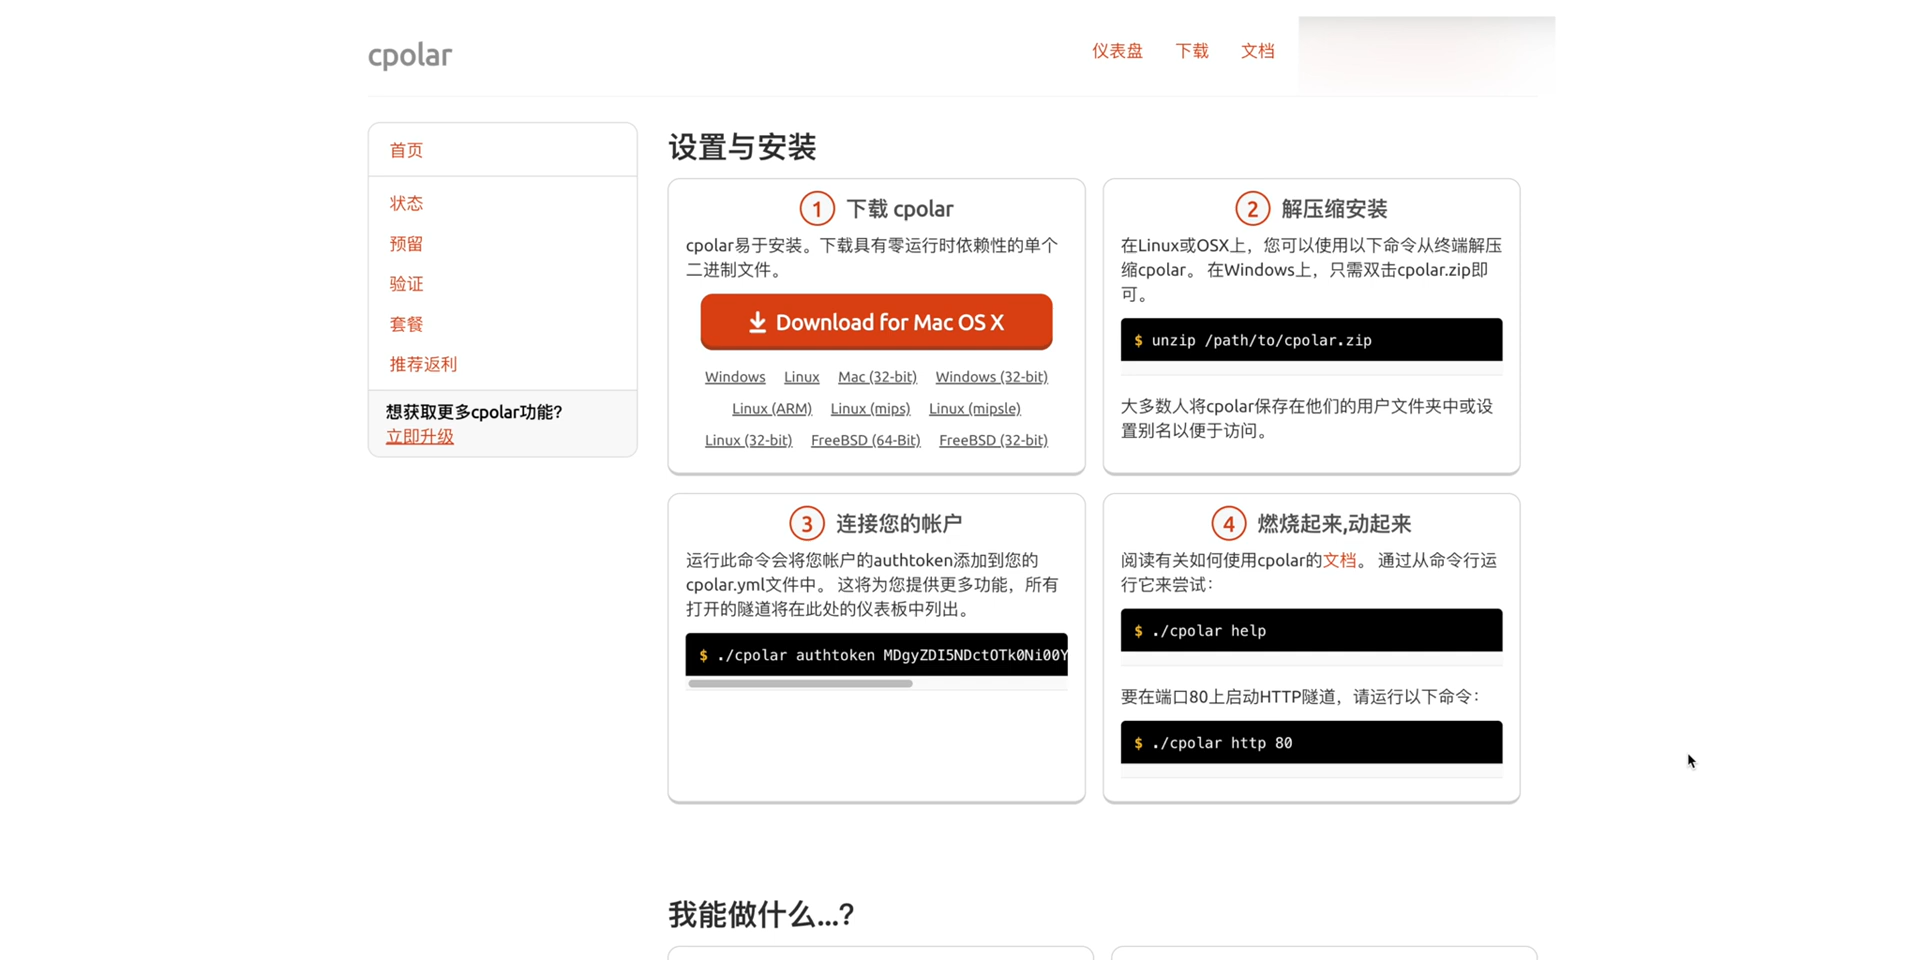 cpolar
仪表盘 下载 文档
首页
状态
预留
验证
套餐
推荐返利
想获取更多cpolar功能?
立即升级
设置与安装
1 下载 cpolar
cpolar易于安装。下载具有零运行时依赖性的单个
二进制文件。
Download for Mac OS X
Windows Linux Mac (32-bit) Windows (32-bit)
Linux (ARM) Linux (mips) Linux (mipsle)
Linux (32-bit) FreeBSD (64-Bit) FreeBSD (32-bit)
2 解压缩安装
在Linux或OSX上，您可以使用以下命令从终端解压
缩cpolar。 在Windows上，只需双击cpolar.zip即
可。
$ unzip /path/to/cpolar.zip
大多数人将cpolar保存在他们的用户文件夹中或设
置别名以便于访问。
3 连接您的帐户
运行此命令会将您帐户的authtoken添加到您的
cpolar.yml文件中。 这将为您提供更多功能，所有
打开的隧道将在此处的仪表板中列出。
$ ./cpolar authtoken MDgyZDI5NDctOTk0Ni00Y
4 燃烧起来,动起来
阅读有关如何使用cpolar的文档。 通过从命令行运
行它来尝试：
$ ./cpolar help
要在端口80上启动HTTP隧道，请运行以下命令：
$ ./cpolar http 80
我能做什么...?